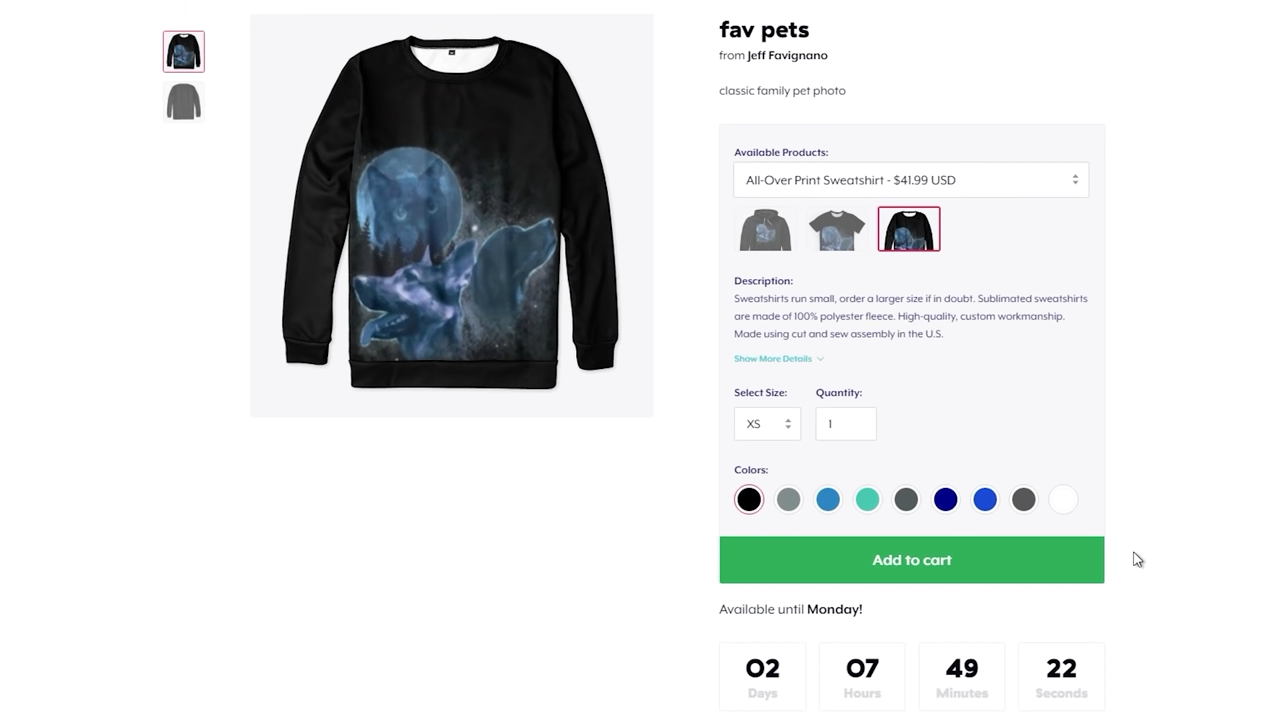 fav pets
from Jeff Favignano
classic family pet photo
Available Products:
All-Over Print Sweatshirt - $41.99 USD
Description:
Sweatshirts run small, order a larger size if in doubt. Sublimated sweatshirts
are made of 100% polyester fleece. High-quality, custom workmanship.
Made using cut and sew assembly in the U.S.
Show More Details
Select Size: Quantity:
XS 1
Colors:
Add to cart
Available until Monday!
02 07 49 22
Days Hours Minutes Seconds